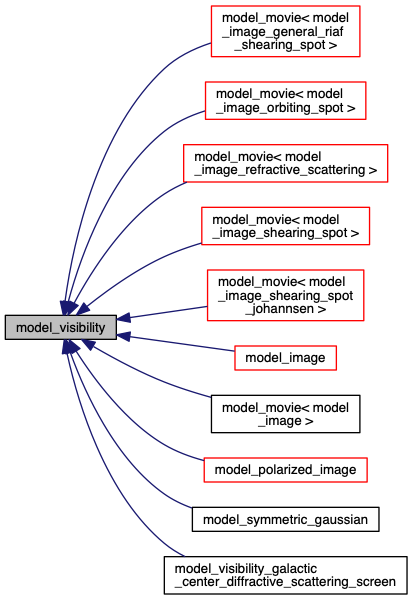 model_movie< model
_image_general_riaf
_shearing_spot >
model_movie< model
_image_orbiting_spot >
model_movie< model
_image_refractive_scattering >
model_movie< model
_image_shearing_spot >
model_movie< model
_image_shearing_spot
_johannsen >
model_visibility
model_image
model_movie< model
_image >
model_polarized_image
model_symmetric_gaussian
model_visibility_galactic
_center_diffractive_scattering_screen